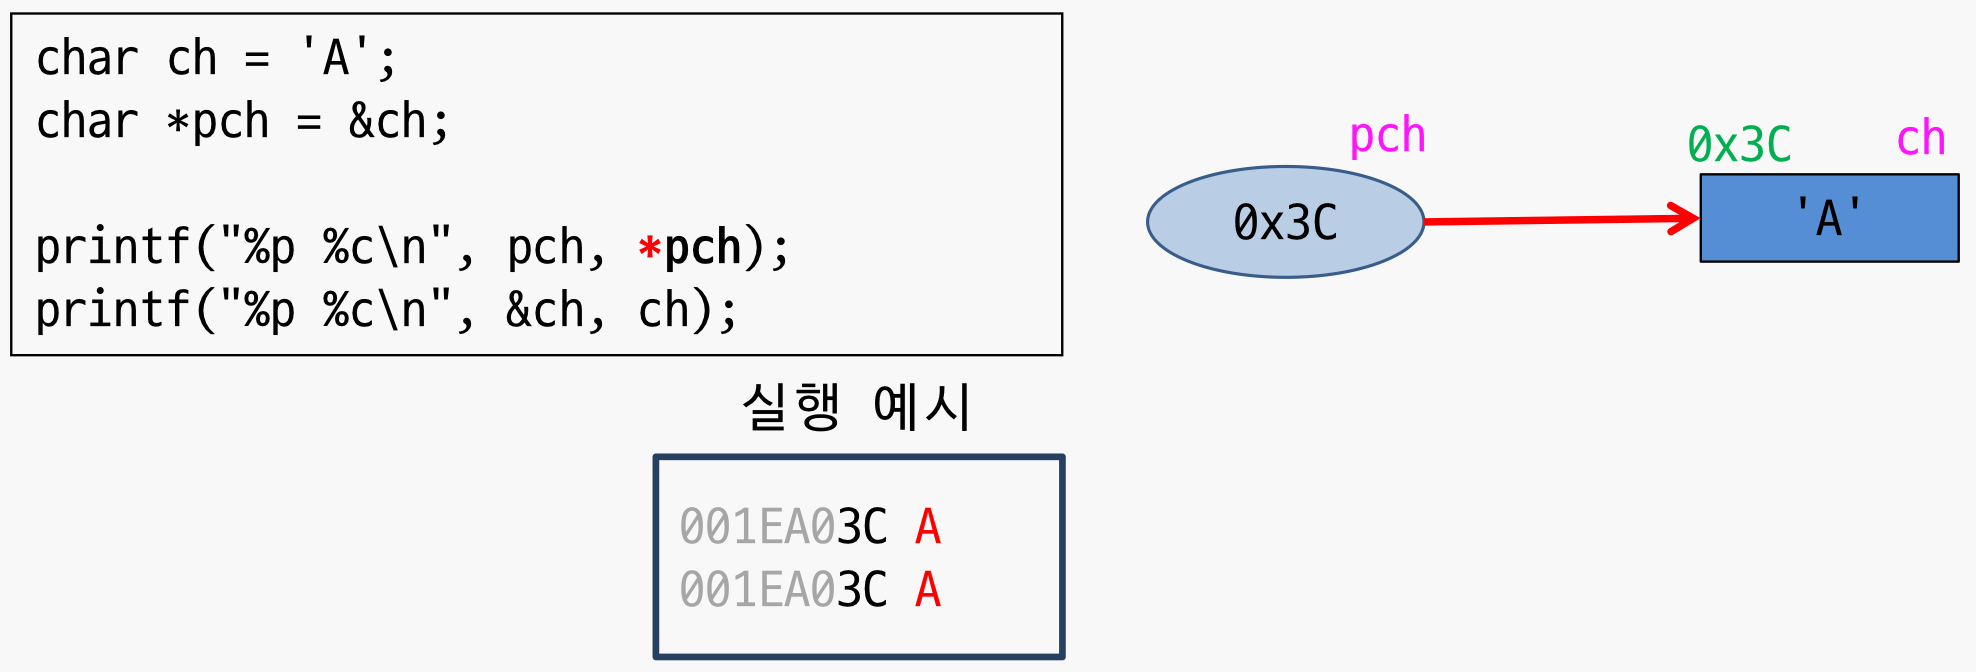 char ch = 'A';
char *pch = &ch;
printf("%p %c\n", pch, *pch);
printf("%p %c\n", &ch, ch);
pch
0x3C
0x3C
ch
'A'
실행 예시
001EA03C A
001EA03C A